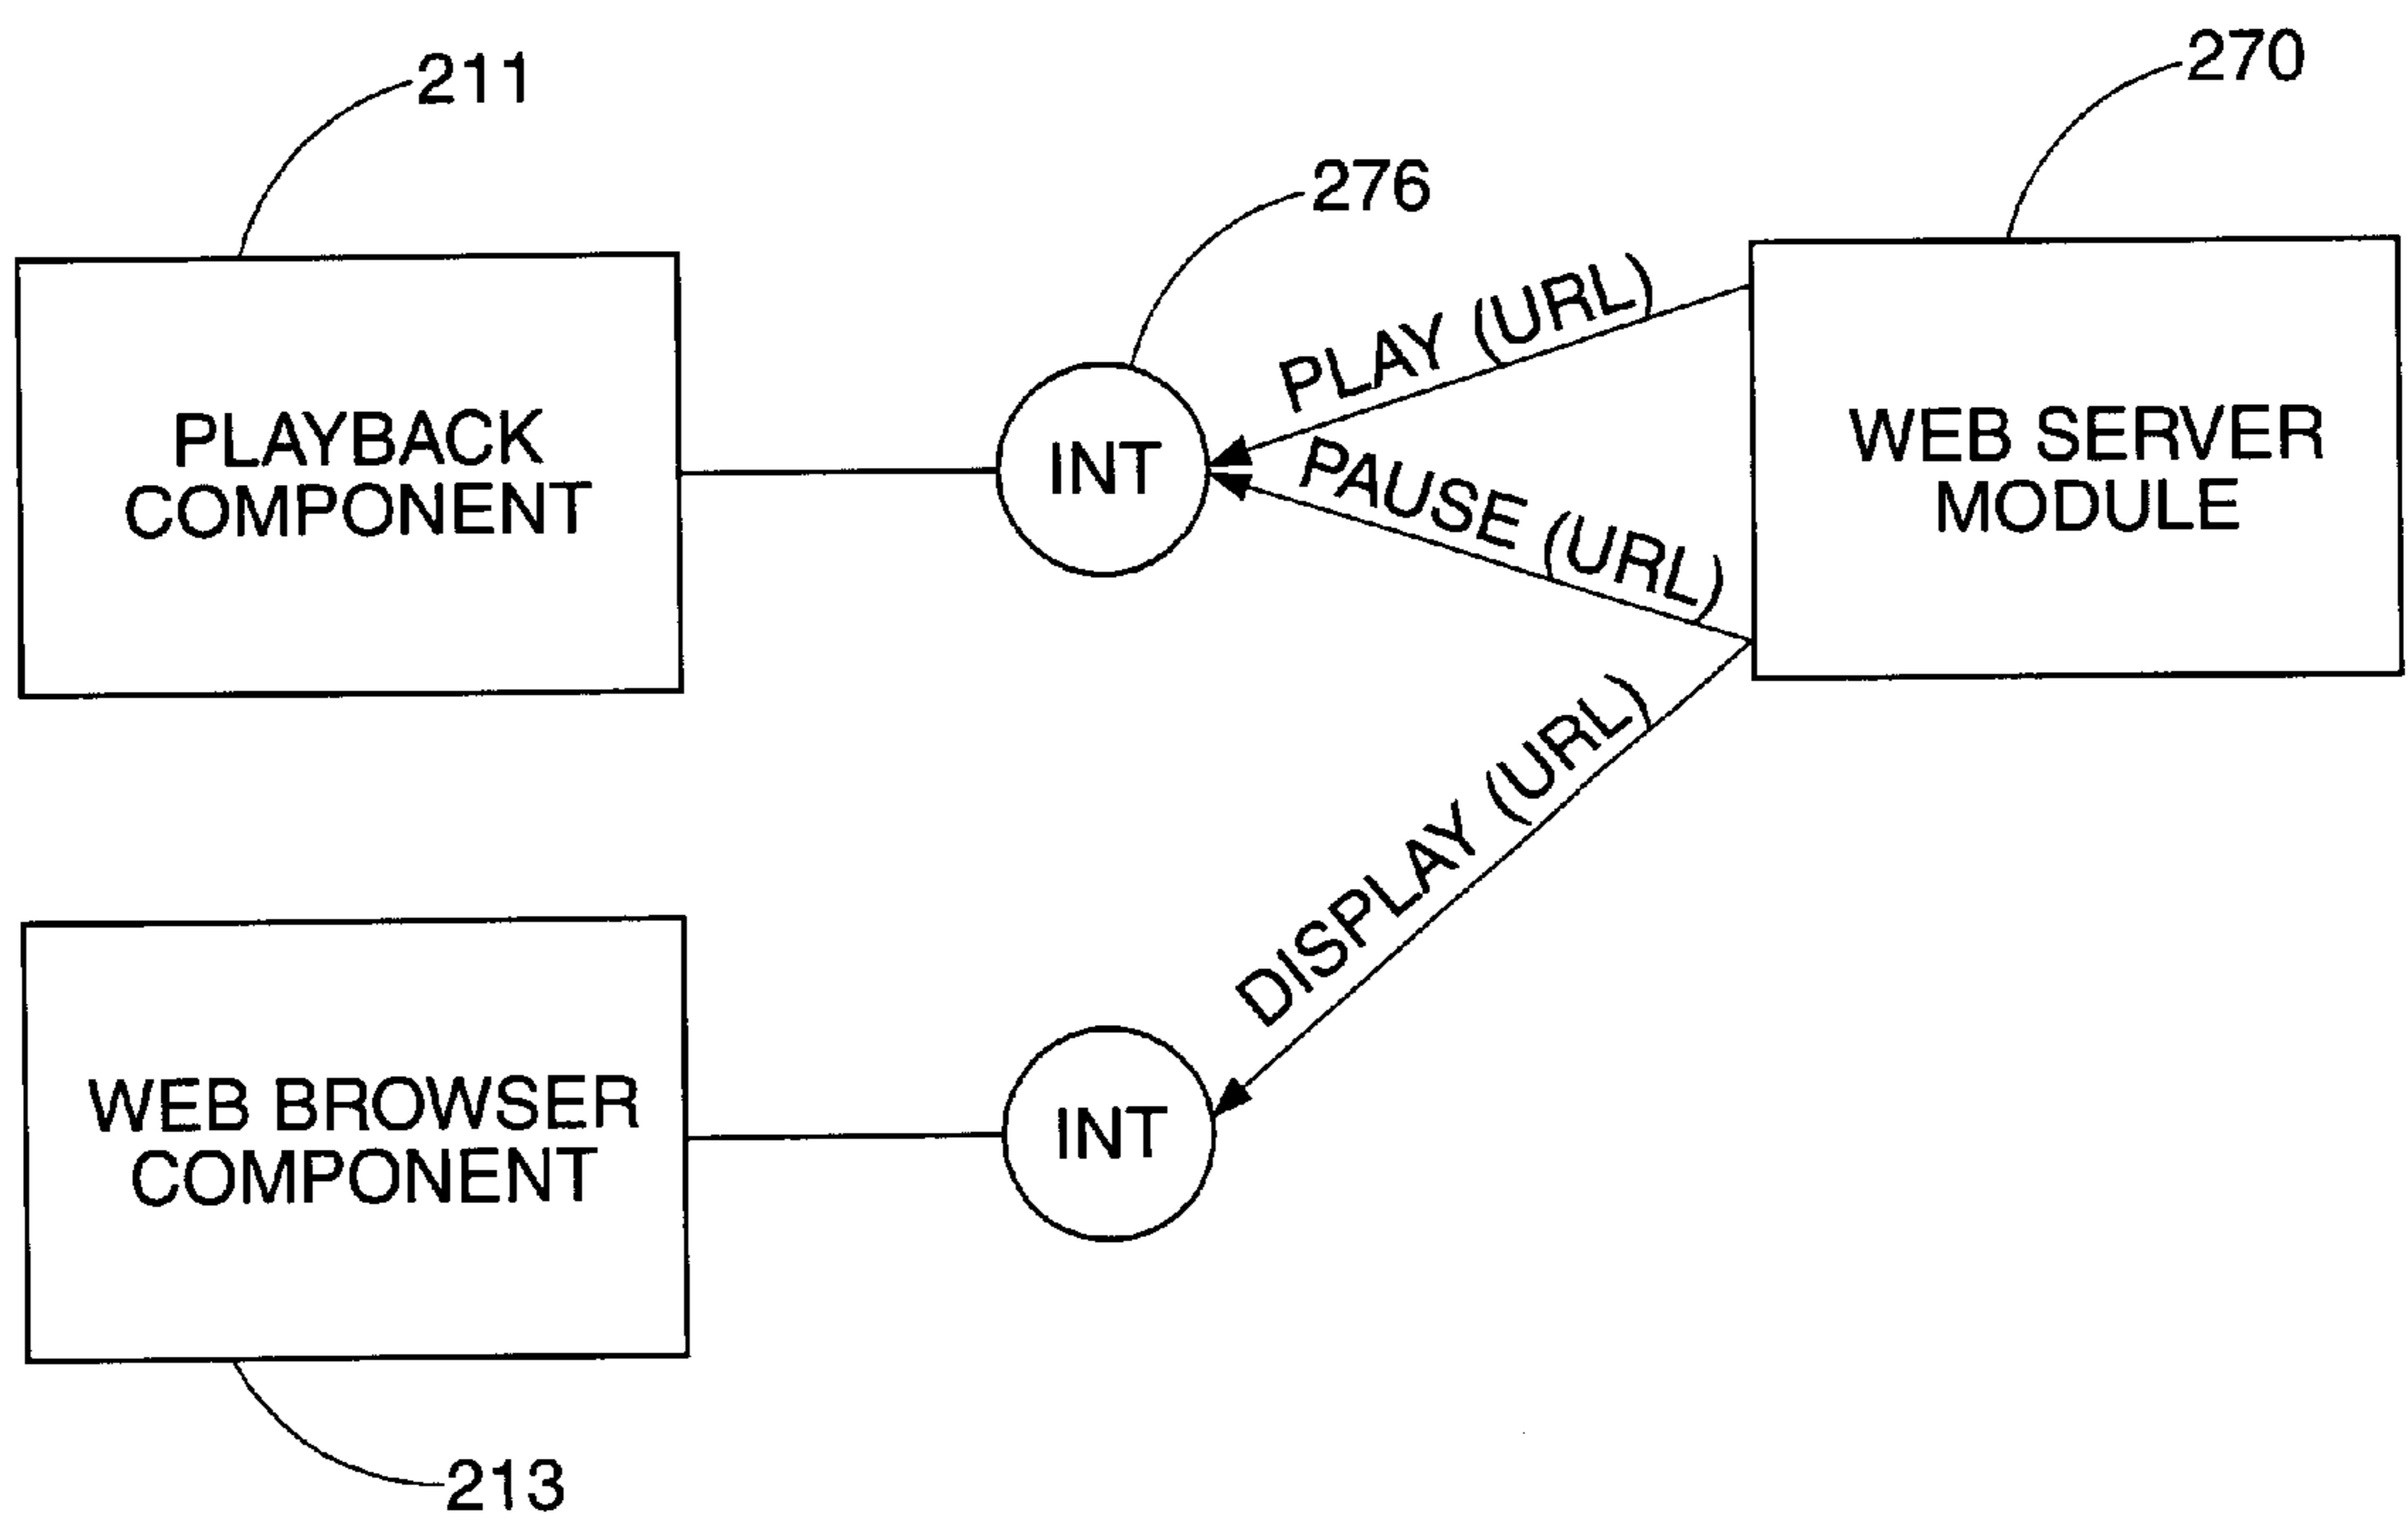 211
270
276
PLAY (URL)
PLAYBACK
COMPONENT
INT
PAUSE (URL)
WEB SERVER
MODULE
DISPLAY (URL)
WEB BROWSER
COMPONENT
INT
213